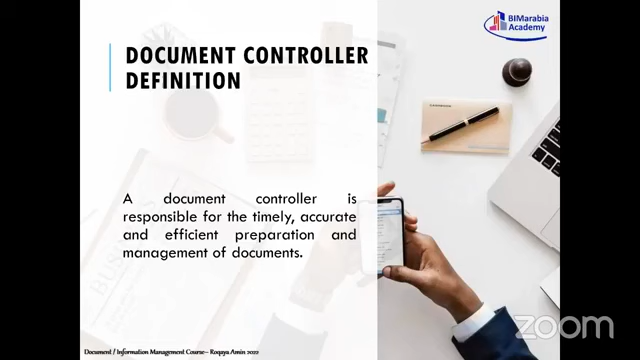 BIMarabia
Academy
DOCUMENT CONTROLLER
DEFINITION
A document controller is
responsible for the timely, accurate
and efficient preparation and
management of documents.
Document / Information Management Course– Roqaya Amin 2022
zoom